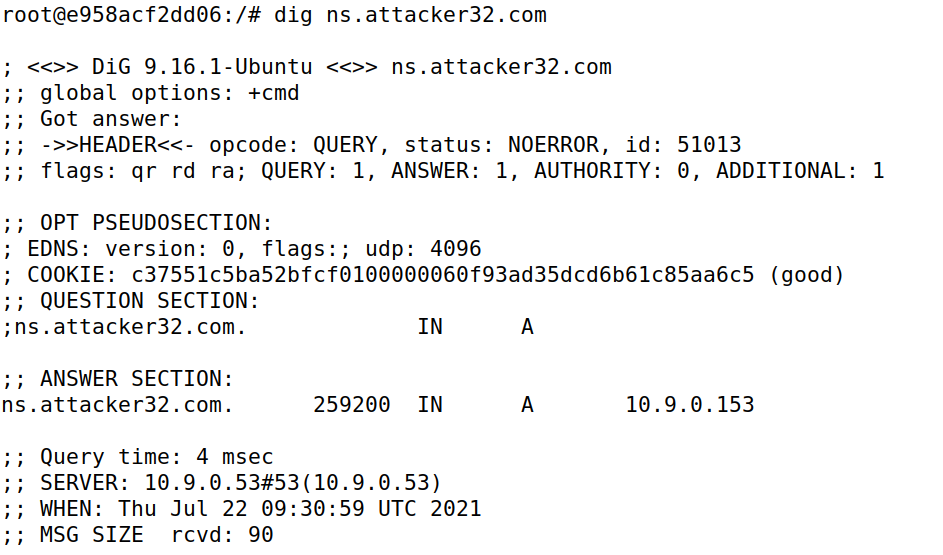 root@e958acf2dd06:/# dig ns.attacker32.com
; <<>> DiG 9.16.1-Ubuntu <<>> ns.attacker32.com
;; global options: +cmd
;; Got answer:
;; ->>HEADER<<- opcode: QUERY, status: NOERROR, id: 51013
;; flags: qr rd ra; QUERY: 1, ANSWER: 1, AUTHORITY: 0, ADDITIONAL: 1
;; OPT PSEUDOSECTION:
; EDNS: version: 0, flags:; udp: 4096
; COOKIE: c37551c5ba52bfcf0100000060f93ad35dcd6b61c85aa6c5 (good)
;; QUESTION SECTION:
;ns.attacker32.com. IN A
;; ANSWER SECTION:
ns.attacker32.com. 259200 IN A 10.9.0.153
;; Query time: 4 msec
;; SERVER: 10.9.0.53#53(10.9.0.53)
;; WHEN: Thu Jul 22 09:30:59 UTC 2021
;; MSG SIZE rcvd: 90